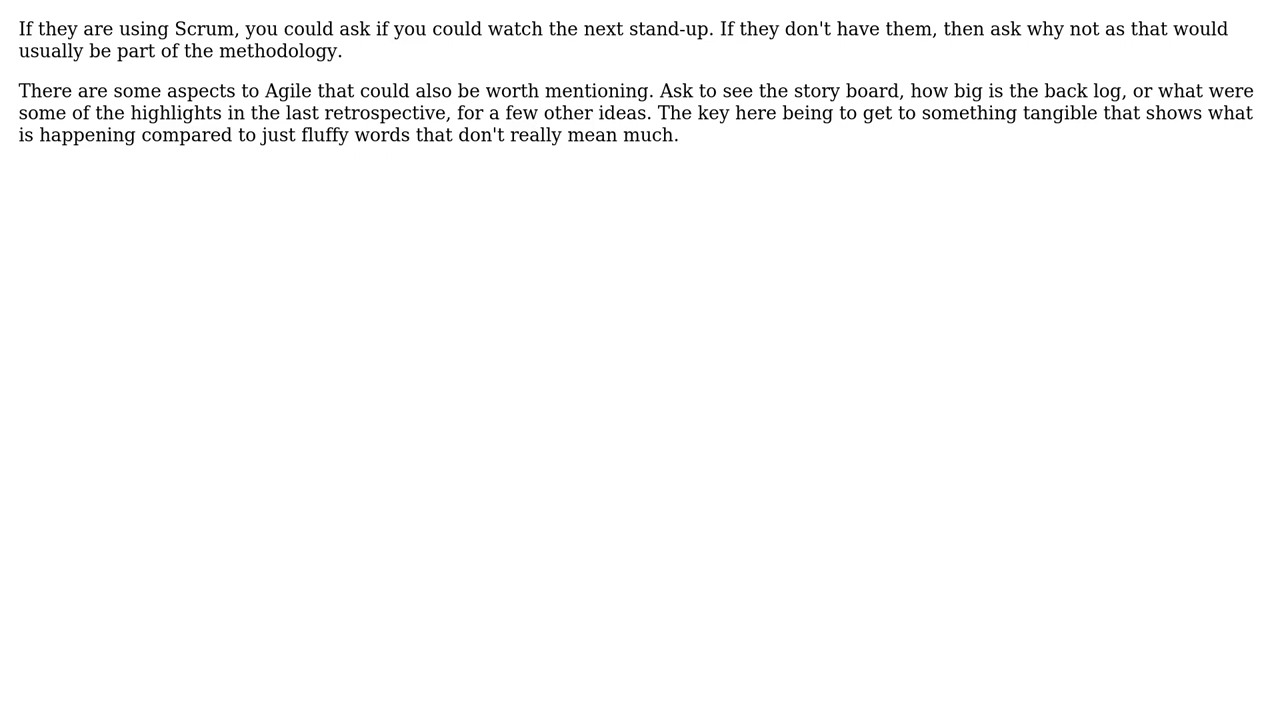 If they are using Scrum, you could ask if you could watch the next stand-up. If they don't have them, then ask why not as that would
usually be part of the methodology.
There are some aspects to Agile that could also be worth mentioning. Ask to see the story board, how big is the back log, or what were
some of the highlights in the last retrospective, for a few other ideas. The key here being to get to something tangible that shows what
is happening compared to just fluffy words that don't really mean much.